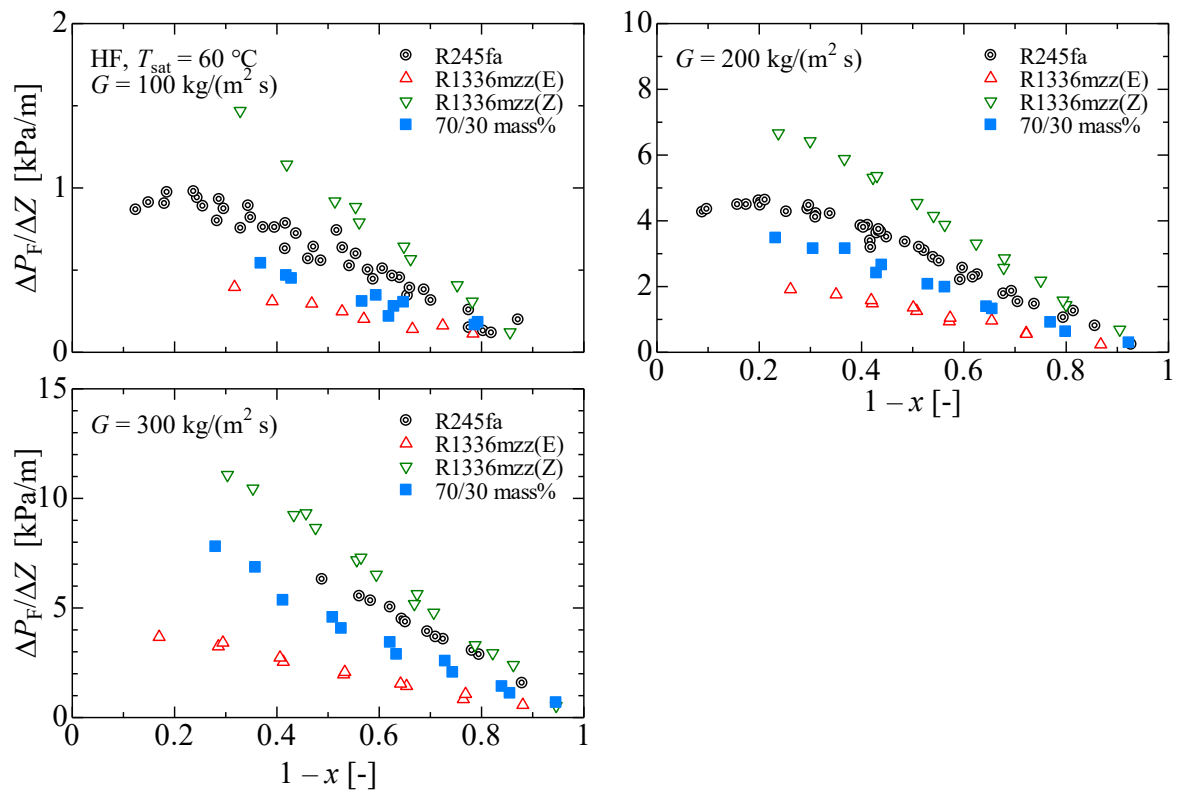 HF, T_sat = 60 °C
G = 100 kg/(m² s)
R245fa
R1336mzz(E)
R1336mzz(Z)
70/30 mass%
2
1
0
ΔP_F/ΔZ [kPa/m]
G = 200 kg/(m² s)
R245fa
R1336mzz(E)
R1336mzz(Z)
70/30 mass%
10
8
6
4
2
0
0 0.2 0.4 0.6 0.8 1
1 – x [-]
G = 300 kg/(m² s)
R245fa
R1336mzz(E)
R1336mzz(Z)
70/30 mass%
15
10
5
0
ΔP_F/ΔZ [kPa/m]
0 0.2 0.4 0.6 0.8 1
1 – x [-]